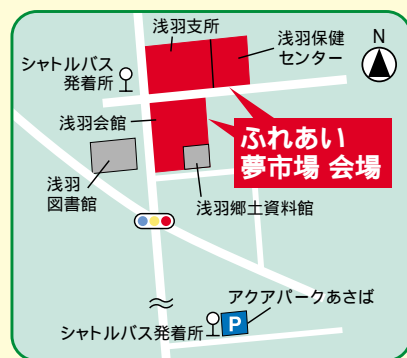 浅羽支所
浅羽保健
センター
N
シャトルバス
発着所
浅羽会館
ふれあい
夢市場 会場
浅羽
図書館
浅羽郷土資料館
アクアパークあさば
シャトルバス発着所
P